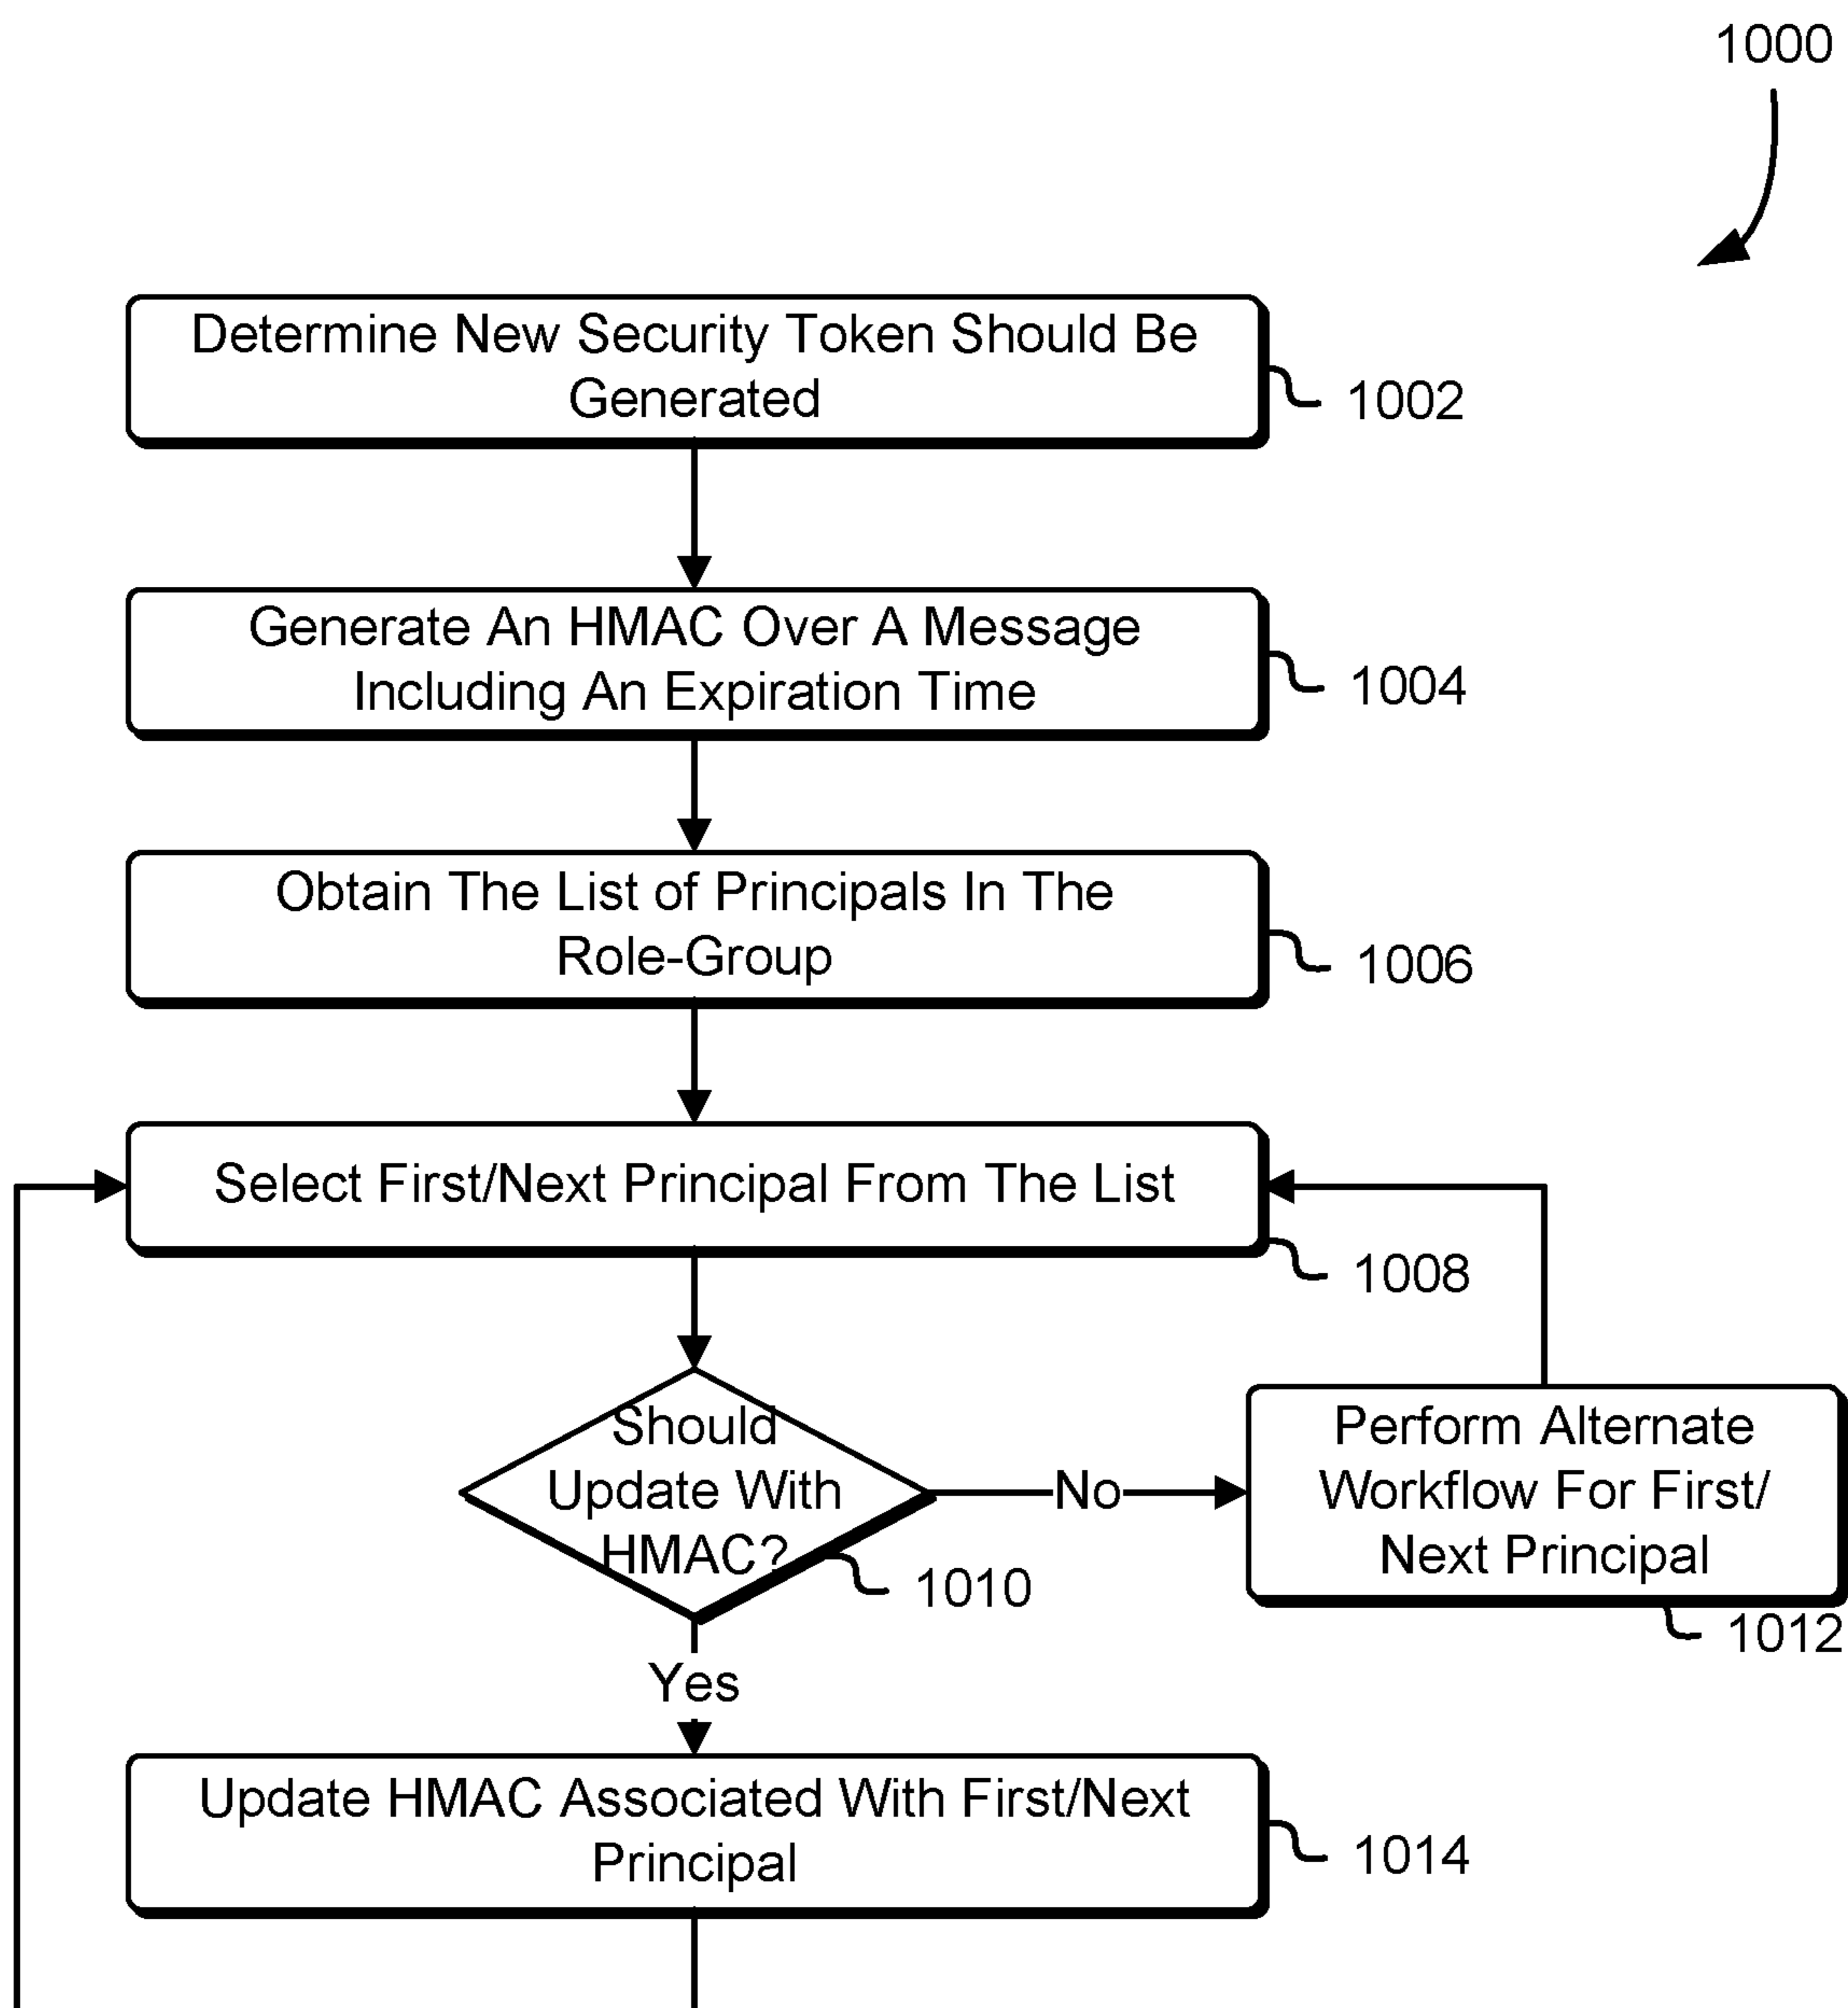 1000
Determine New Security Token Should Be
Generated
1002
Generate An HMAC Over A Message
Including An Expiration Time
1004
Obtain The List of Principals In The
Role-Group
1006
Select First/Next Principal From The List
1008
Should
Update With
HMAC?
1010
No
Perform Alternate
Workflow For First/
Next Principal
1012
Yes
Update HMAC Associated With First/Next
Principal
1014